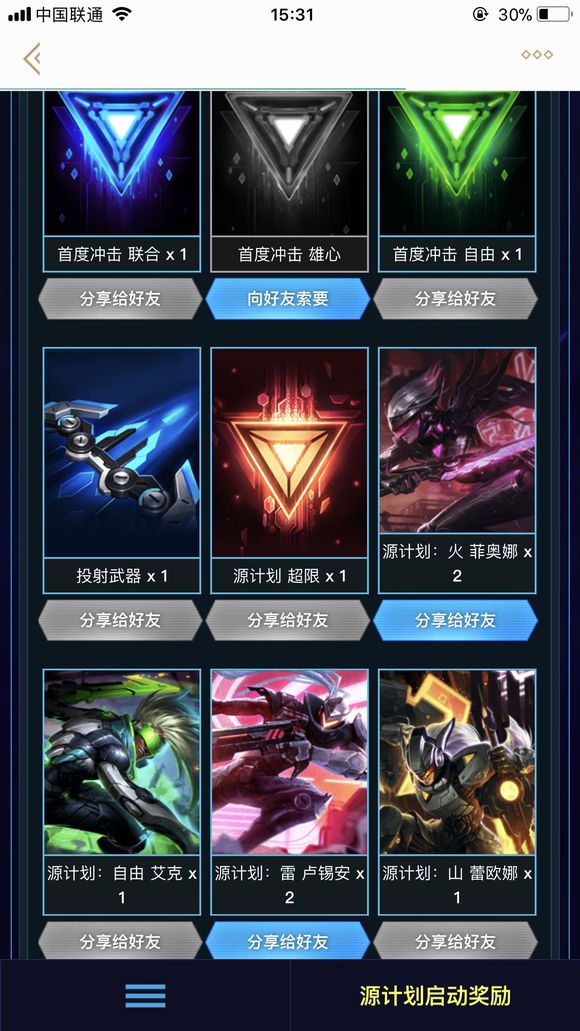 中国联通 15:31 30%
首度冲击 联合 x 1 首度冲击 雄心 首度冲击 自由 x 1
分享给好友 向好友索要 分享给好友
投射武器 x 1 源计划 超限 x 1 源计划：火 菲奥娜 x
2
分享给好友 分享给好友 分享给好友
源计划：自由 艾克 x 源计划：雷 卢锡安 x 源计划：山 蕾欧娜 x
1 2 1
分享给好友 分享给好友 分享给好友
源计划启动奖励